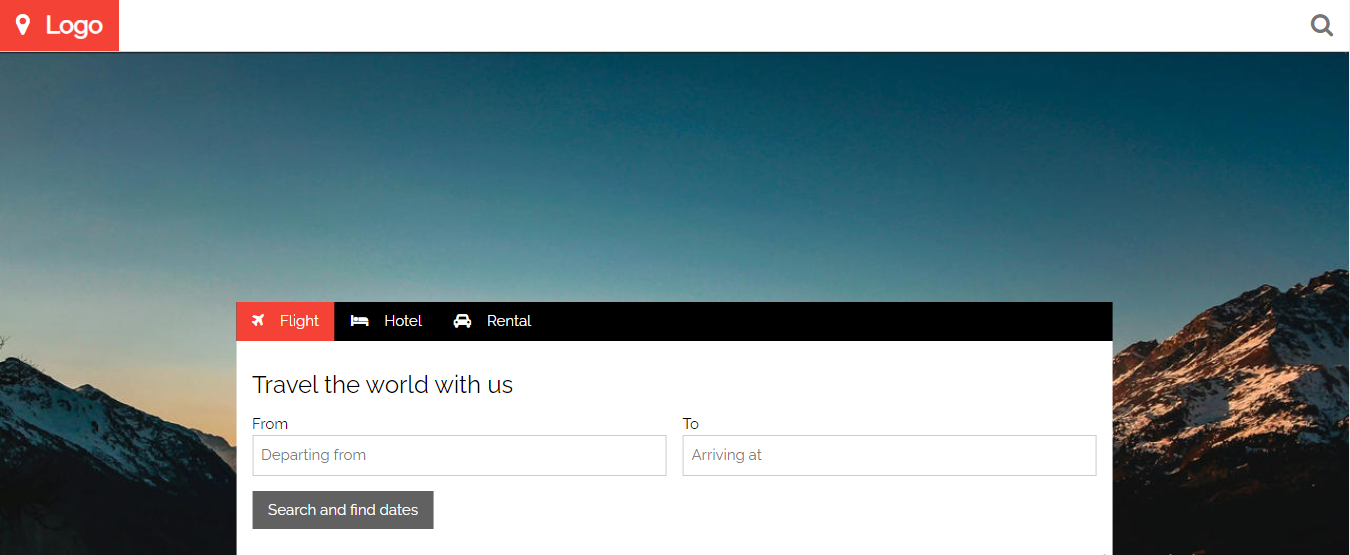 Logo
Flight Hotel Rental
Travel the world with us
From To
Departing from Arriving at
Search and find dates